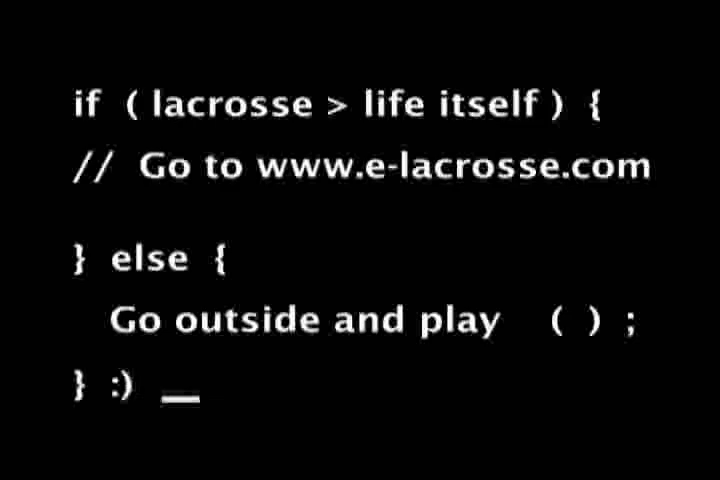 if ( lacrosse > life itself ) {
// Go to www.e-lacrosse.com
} else {
Go outside and play ( ) ;
} :) _